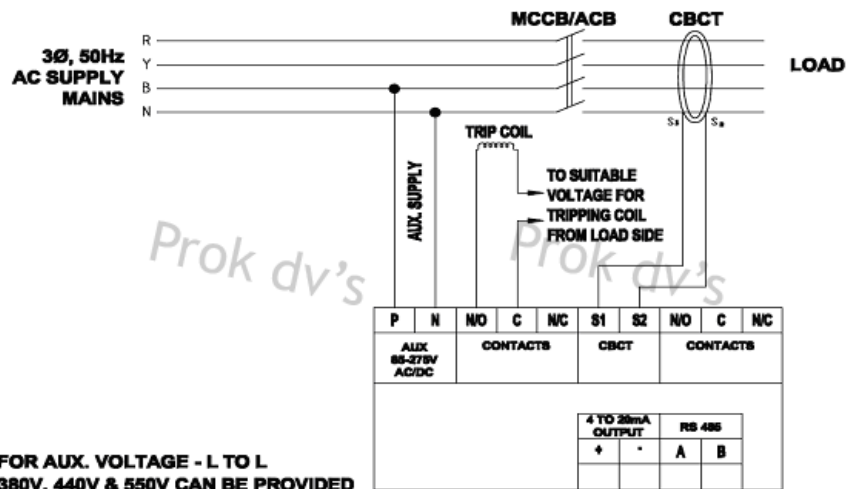 MCCB/ACB CBCT
3Ø, 50Hz
AC SUPPLY
MAINS
R
Y
B
N
LOAD
TRIP COIL
AUX. SUPPLY
TO SUITABLE
VOLTAGE FOR
TRIPPING COIL
FROM LOAD SIDE
Prok dv's Prok dv's
P N N/O C N/C S1 S2 N/O C N/C
AUX
85-275V
AC/DC
CONTACTS
CBCT
CONTACTS
4 TO 20mA
OUTPUT
RS 485
+ - A B
FOR AUX. VOLTAGE - L TO L
380V, 440V & 550V CAN BE PROVIDED